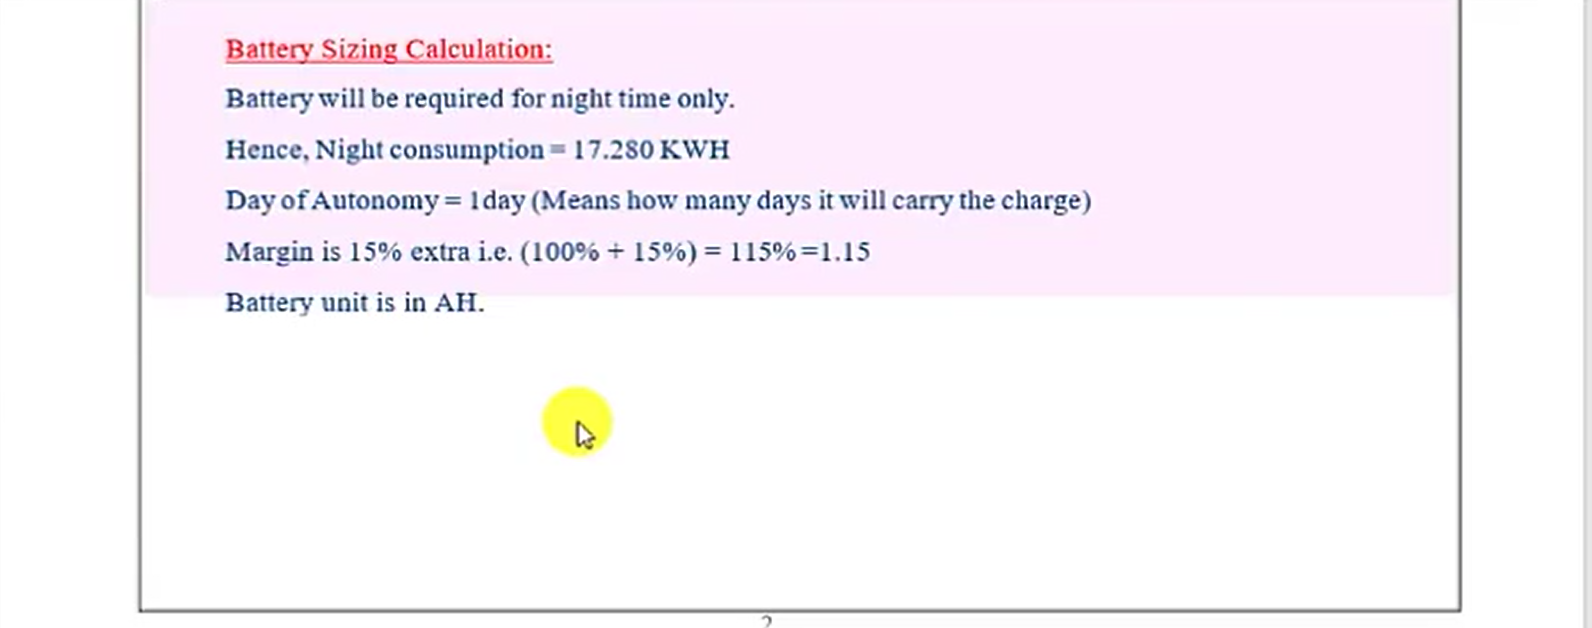 Battery Sizing Calculation:
Battery will be required for night time only.
Hence, Night consumption = 17.280 KWH
Day of Autonomy = 1day (Means how many days it will carry the charge)
Margin is 15% extra i.e. (100% + 15%) = 115%=1.15
Battery unit is in AH.